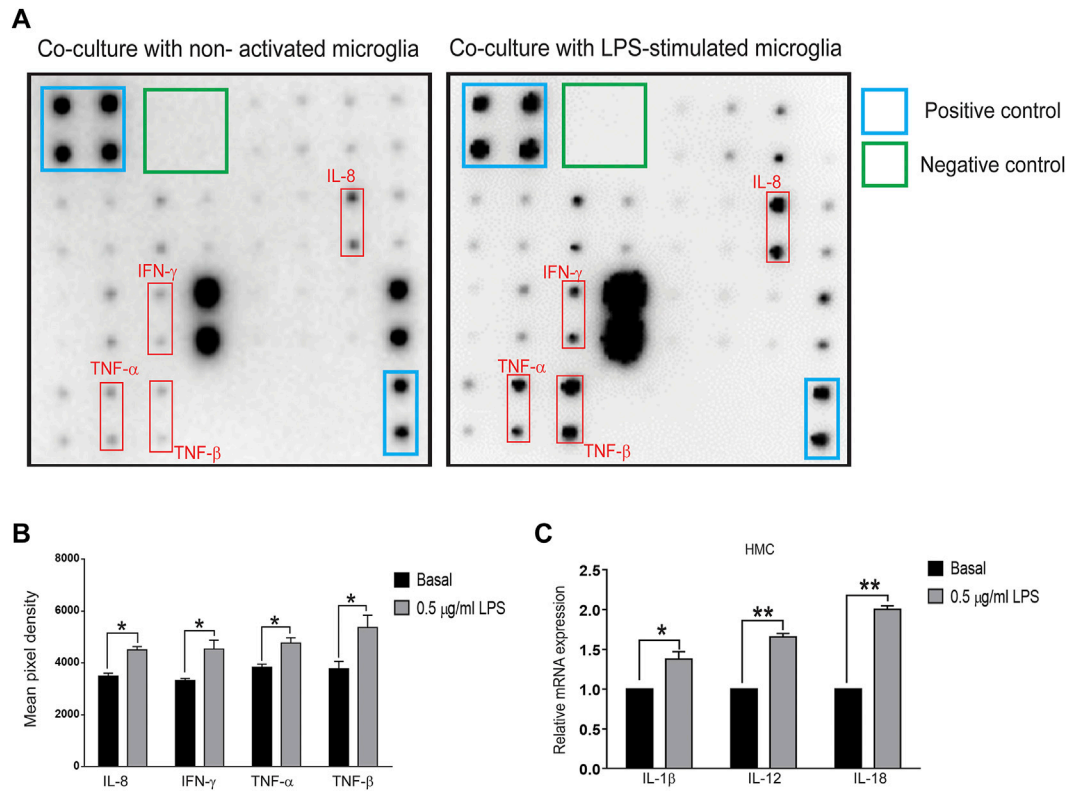 A
Co-culture with non- activated microglia
Co-culture with LPS-stimulated microglia
Positive control
Negative control
IL-8
IFN-γ
TNF-α
TNF-β
IL-8
IFN-γ
TNF-α
TNF-β
B
Mean pixel density
8000
6000
4000
2000
0
*
*
*
*
IL-8
IFN-γ
TNF-α
TNF-β
Basal
0.5 μg/ml LPS
C
HMC
Relative mRNA expression
2.5
2.0
1.5
1.0
0.5
0.0
*
**
**
IL-1β
IL-12
IL-18
Basal
0.5 μg/ml LPS